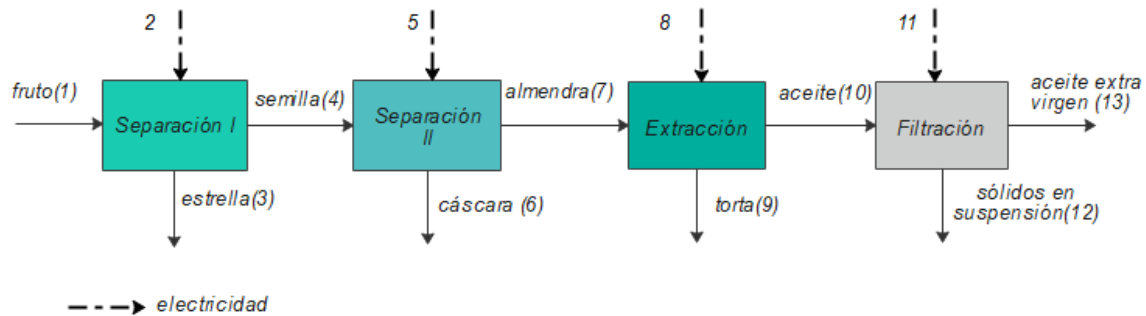 2
5
8
11
fruto(1)
Separación I
semilla(4)
Separación
II
almendra(7)
Extracción
aceite(10)
Filtración
aceite extra
virgen (13)
estrella(3)
cáscara (6)
torta(9)
sólidos en
suspensión(12)
electricidad